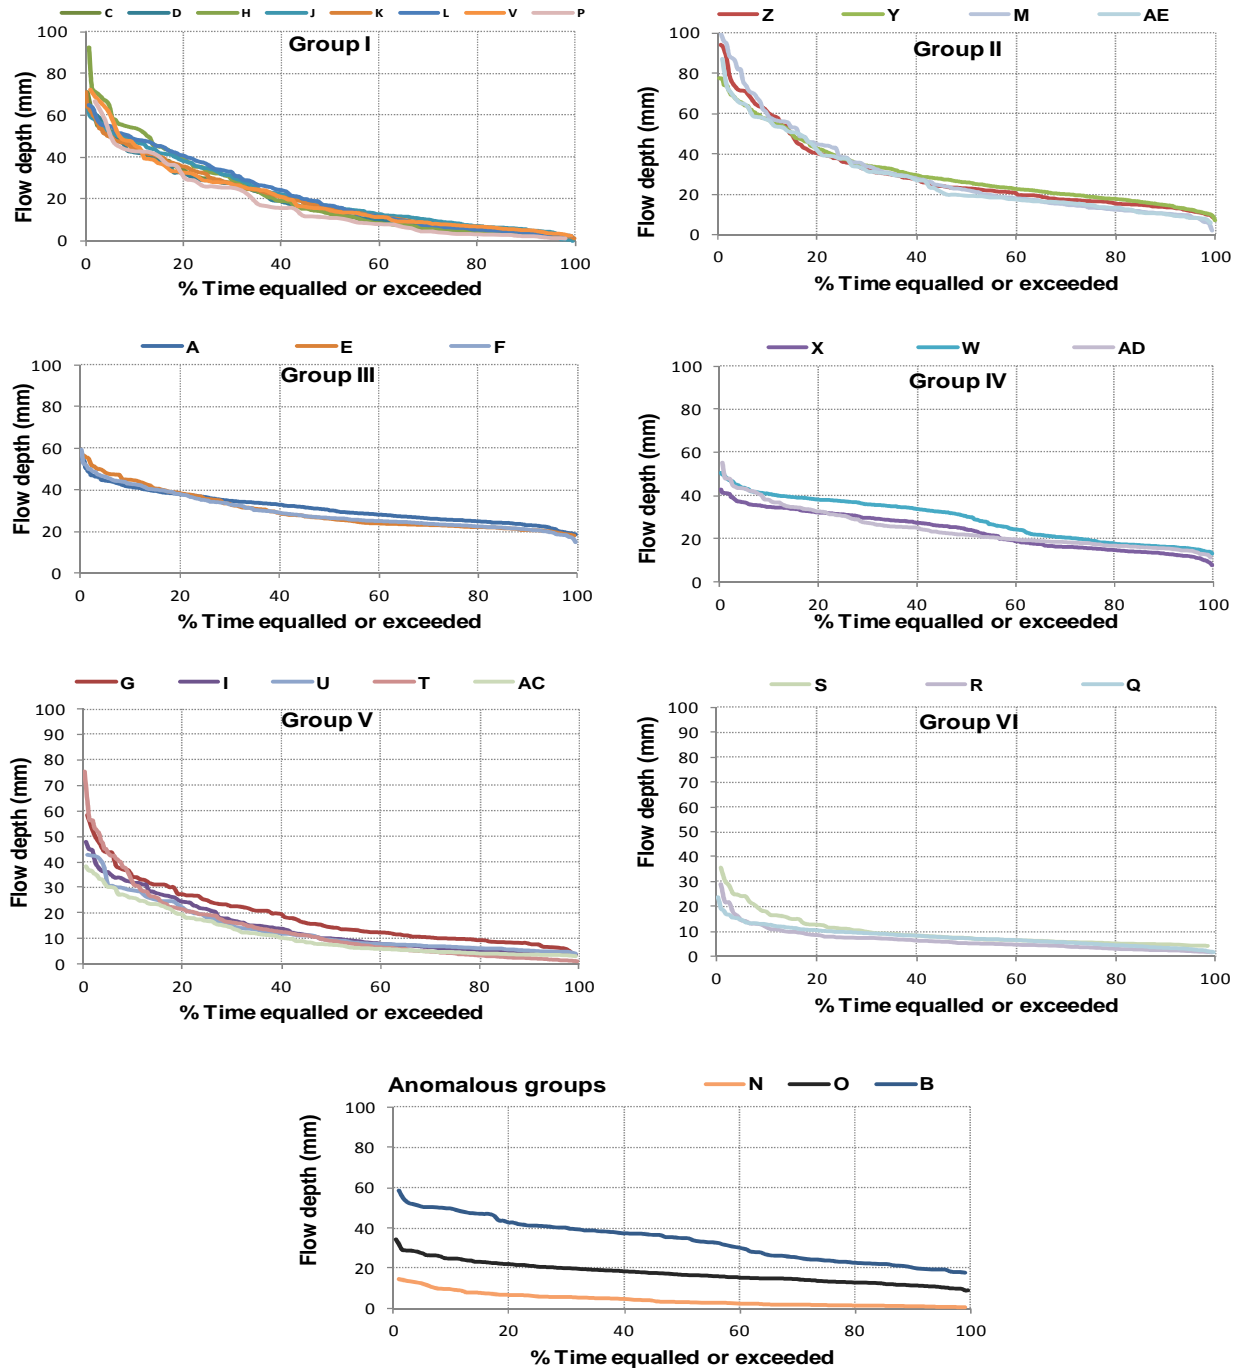 C D H J K L V P
Group I
Flow depth (mm)
100
80
60
40
20
0
0 20 40 60 80 100
% Time equalled or exceeded
Z Y M AE
Group II
Flow depth (mm)
100
80
60
40
20
0
0 20 40 60 80 100
% Time equalled or exceeded
A E F
Group III
Flow depth (mm)
100
80
60
40
20
0
0 20 40 60 80 100
% Time equalled or exceeded
X W AD
Group IV
Flow depth (mm)
100
80
60
40
20
0
0 20 40 60 80 100
% Time equalled or exceeded
G I U T AC
Group V
Flow depth (mm)
100
90
80
70
60
50
40
30
20
10
0
0 20 40 60 80 100
% Time equalled or exceeded
S R Q
Group VI
Flow depth (mm)
100
90
80
70
60
50
40
30
20
10
0
0 20 40 60 80 100
% Time equalled or exceeded
Anomalous groups N O B
Flow depth (mm)
100
80
60
40
20
0
0 20 40 60 80 100
% Time equalled or exceeded